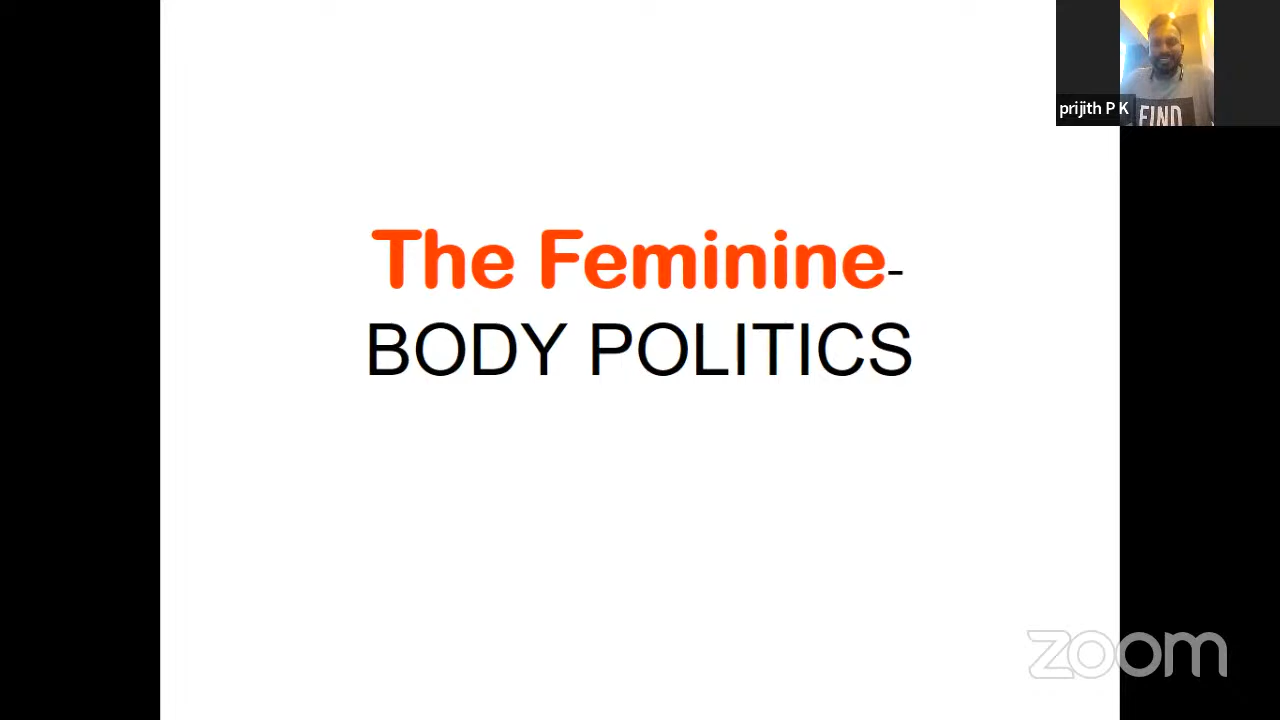 prijith P K
FIND
The Feminine-
BODY POLITICS
zoom